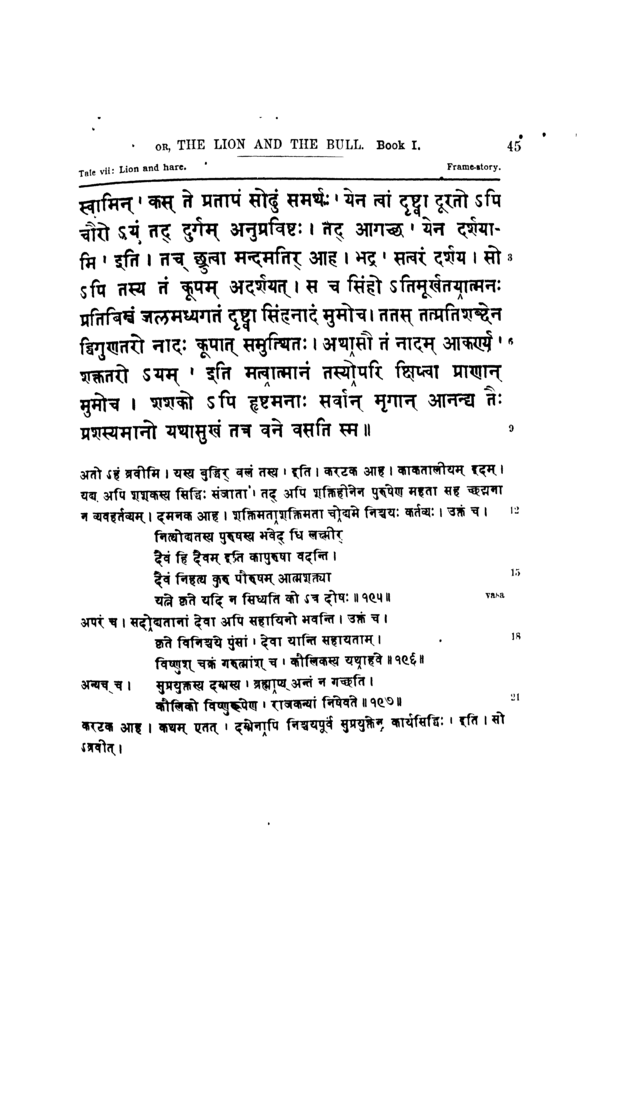 OR, THE LION AND THE BULL. Book I. 45
Tale vii: Lion and hare. Frame-story.
स्वामिन् ' कस् ते प्रतापं सोढुं समर्थः ' येन त्वां दृष्ट्वा दूरतो ऽपि
चौरो ऽयं तद् दुर्गम् अनुप्रविष्टः । तद् आगच्छ ' येन दर्शया-
मि ' इति । तच् छ्रुत्वा मन्दमतिर् आह । भद्र ' सत्वरं दर्शय । सो 3
ऽपि तस्य तं कूपम् अदर्शयत् । स च सिंहो ऽतिमूर्खतयात्मनः
प्रतिबिम्बं जलमध्यगतं दृष्ट्वा सिंहनादं मुमोच । ततस् तत्प्रतिशब्देन
द्विगुणतरो नादः कूपात् समुत्थितः । अथासौ तं नादम् आकर्ण्य ' 6
शक्ततरो ऽयम् ' इति मत्वात्मानं तस्योपरि क्षिप्त्वा प्राणान्
मुमोच । शशको ऽपि हृष्टमनाः सर्वान् मृगान् आनन्द्य तैः
प्रशस्यमानो यथासुखं तत्र वने वसति स्म ॥ 9
अतो ऽहं ब्रवीमि । यस्य बुद्धिर् बलं तस्य ' इति । करटक आह । काकतालीयम् इदम् ।
यद्य् अपि शशकस्य सिद्धिः संजाता ' तद् अपि शक्तिहीनेन पुरुषेण महता सह च्छद्मना
न व्यवहर्तव्यम् । दमनक आह । शक्तिमताशक्तिमता चोद्यमे निश्चयः कर्तव्यः । उक्तं च । 12
नित्योद्यतस्य पुरुषस्य भवेद् धि लक्ष्मीर्
दैवं हि दैवम् इति कापुरुषा वदन्ति ।
दैवं निहत्य कुरु पौरुषम् आत्मशक्त्या 15
यत्ने कृते यदि न सिध्यति को ऽत्र दोषः ॥ १९५ ॥ vasa
अपरं च । सदोद्यतानां देवा अपि सहायिनो भवन्ति । उक्तं च ।
कृते विनिश्चये पुंसां ' देवा यान्ति सहायताम् । 18
विष्णुश् चक्रं गरुत्मांश् च ' कौलिकस्य यथाहवे ॥ १९६ ॥
अन्यच् च । सुप्रयुक्तस्य दम्भस्य ' ब्रह्माप्य् अन्तं न गच्छति ।
कौलिको विष्णुरूपेण ' राजकन्यां निषेवते ॥ १९७ ॥ 21
करटक आह । कथम् एतत् ' दम्भेनापि निश्चयपूर्वं सुप्रयुक्तेन कार्यसिद्धिः ' इति । सो
ऽब्रवीत् ।